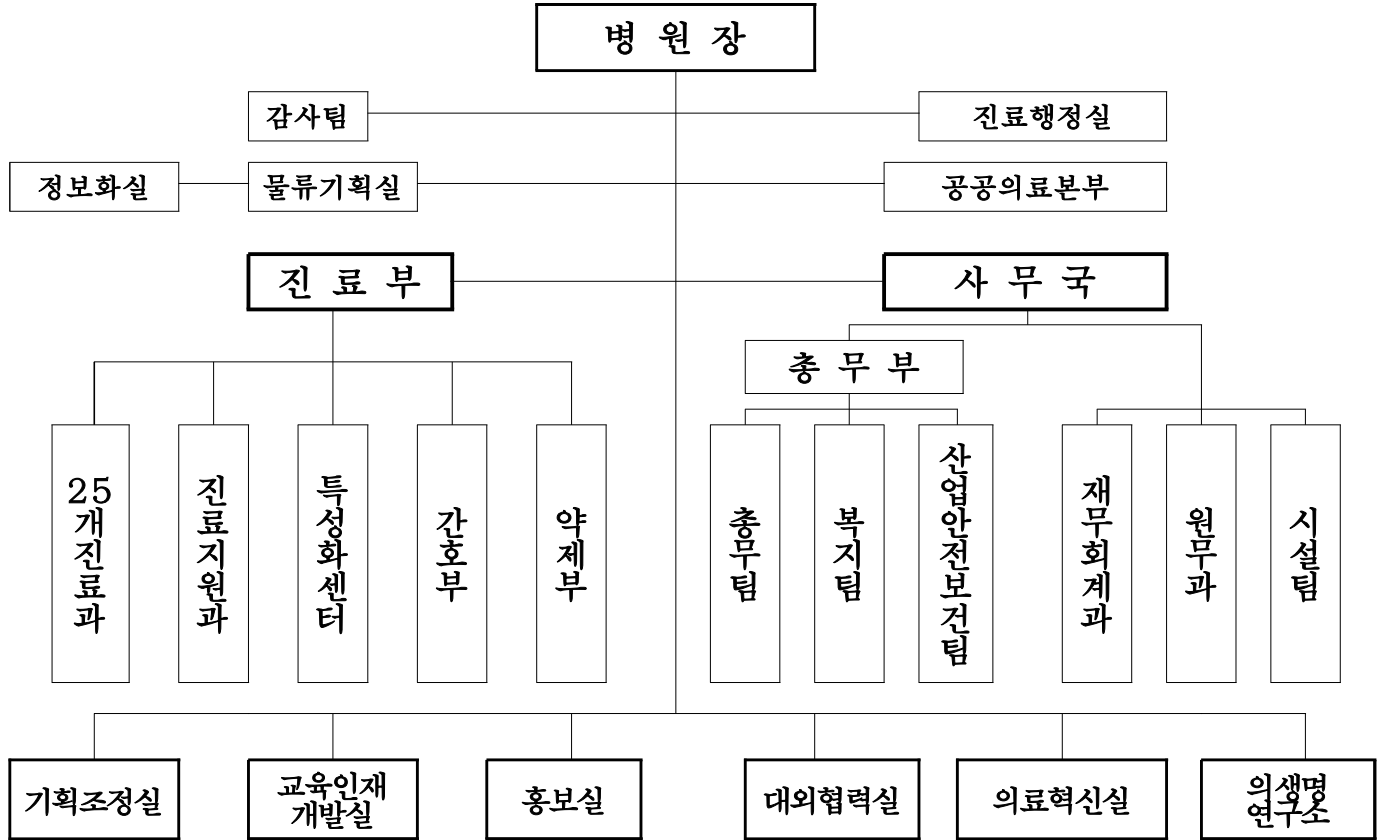 병 원 장
감사팀
진료행정실
정보화실
물류기획실
공공의료본부
진 료 부
사 무 국
총 무 부
25개진료과
진료지원과
특성화센터
간호부
약제부
총무팀
복지팀
산업안전보건팀
재무회계과
원무과
시설팀
기획조정실
교육인재
개발실
홍보실
대외협력실
의료혁신실
의생명
연구소